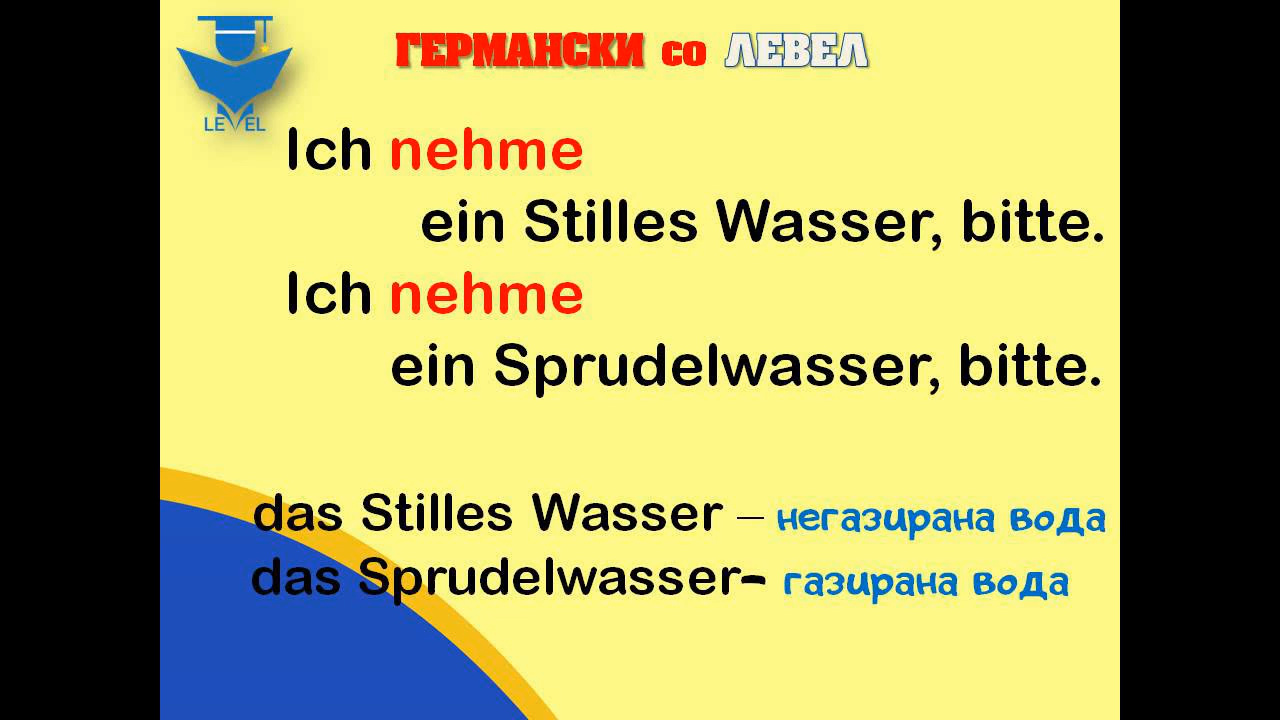 ГЕРМАНСКИ со ЛЕВЕЛ
LEVEL
Ich nehme
ein Stilles Wasser, bitte.
Ich nehme
ein Sprudelwasser, bitte.
das Stilles Wasser – негазирана вода
das Sprudelwasser– газирана вода